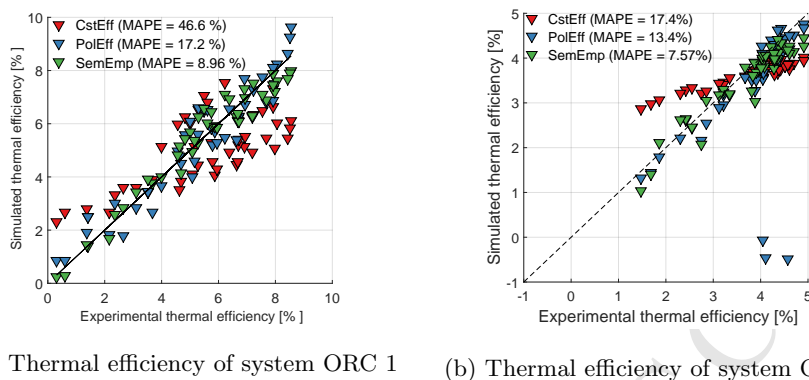 10
8
6
4
2
0
0 2 4 6 8 10
CstEff (MAPE = 46.6 %)
PolEff (MAPE = 17.2 %)
SemEmp (MAPE = 8.96 %)
Simulated thermal efficiency [%]
Experimental thermal efficiency [% ]
Thermal efficiency of system ORC 1
5
4
3
2
1
0
-1
-1 0 1 2 3 4 5
CstEff (MAPE = 17.4%)
PolEff (MAPE = 13.4%)
SemEmp (MAPE = 7.57%)
Simulated thermal efficiency [%]
Experimental thermal efficiency [%]
(b) Thermal efficiency of system O